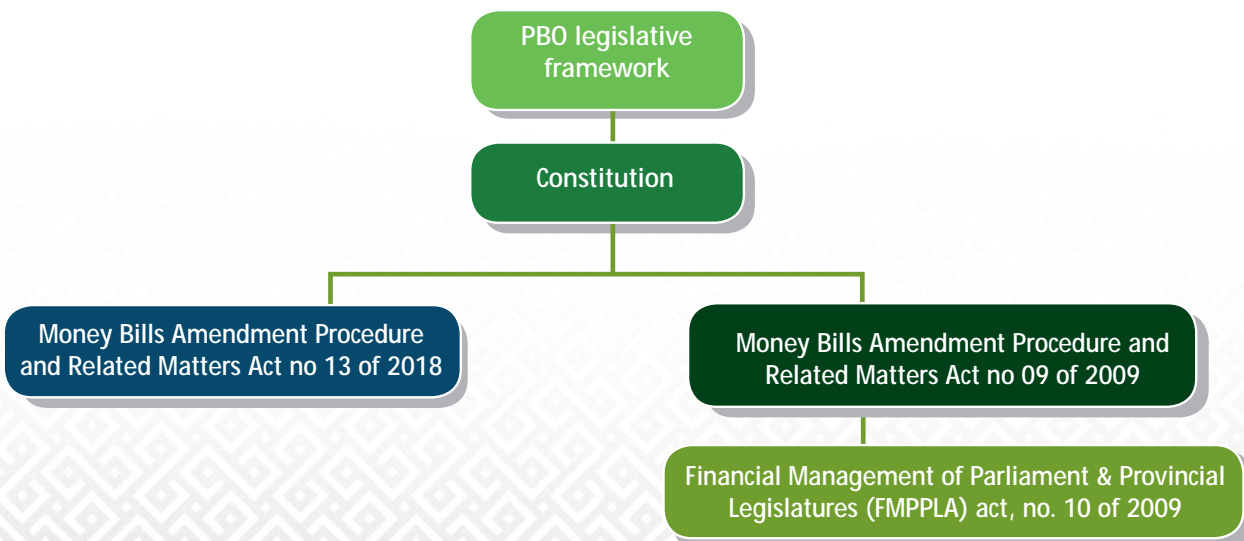 PBO legislative
framework
Constitution
Money Bills Amendment Procedure
and Related Matters Act no 13 of 2018
Money Bills Amendment Procedure and
Related Matters Act no 09 of 2009
Financial Management of Parliament & Provincial
Legislatures (FMPPLA) act, no. 10 of 2009